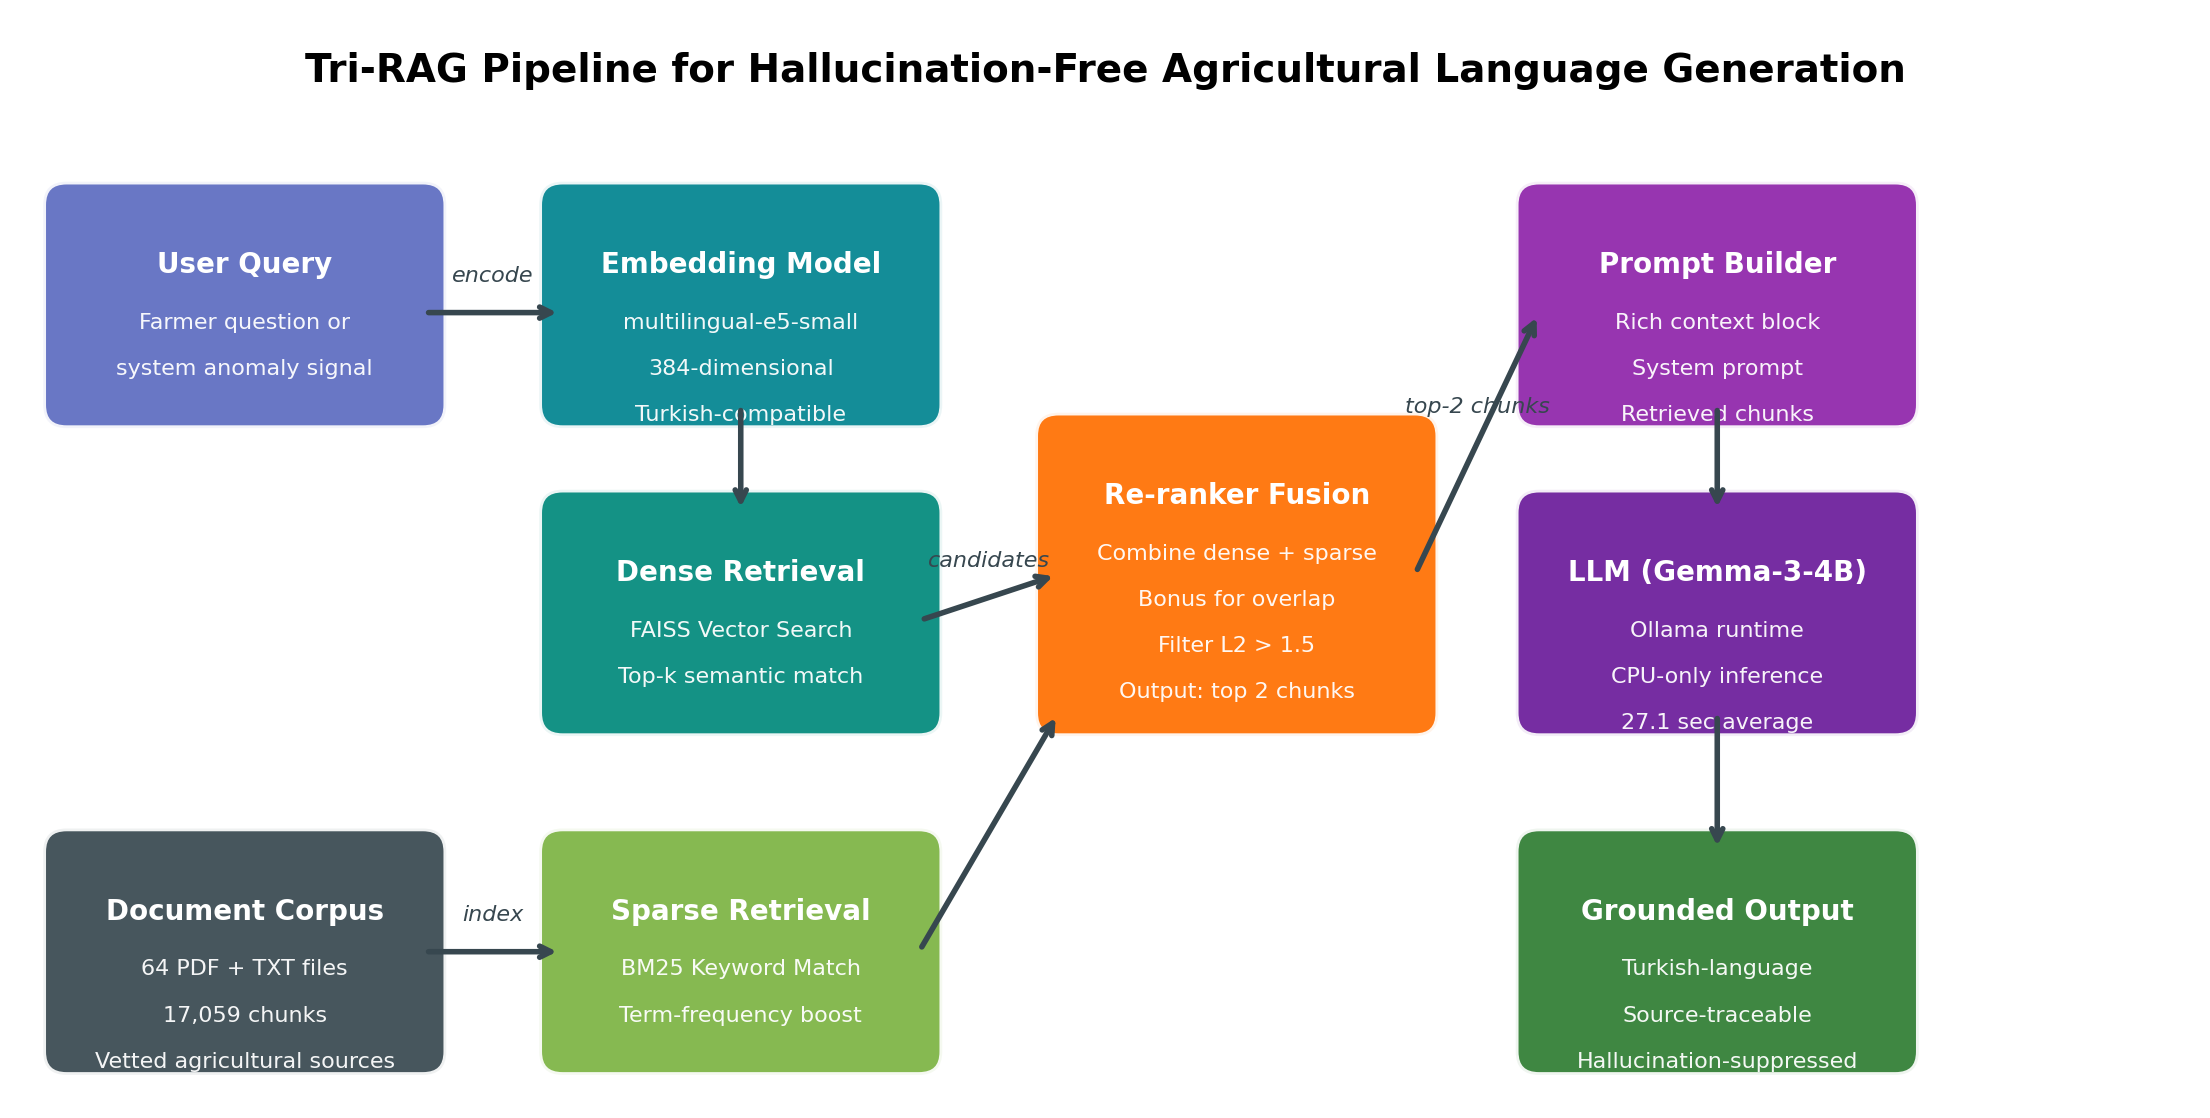 Tri-RAG Pipeline for Hallucination-Free Agricultural Language Generation
User Query
Farmer question or
system anomaly signal
encode
Embedding Model
multilingual-e5-small
384-dimensional
Turkish-compatible
Dense Retrieval
FAISS Vector Search
Top-k semantic match
candidates
Document Corpus
64 PDF + TXT files
17,059 chunks
Vetted agricultural sources
index
Sparse Retrieval
BM25 Keyword Match
Term-frequency boost
Re-ranker Fusion
Combine dense + sparse
Bonus for overlap
Filter L2 > 1.5
Output: top 2 chunks
top-2 chunks
Prompt Builder
Rich context block
System prompt
Retrieved chunks
LLM (Gemma-3-4B)
Ollama runtime
CPU-only inference
27.1 sec average
Grounded Output
Turkish-language
Source-traceable
Hallucination-suppressed